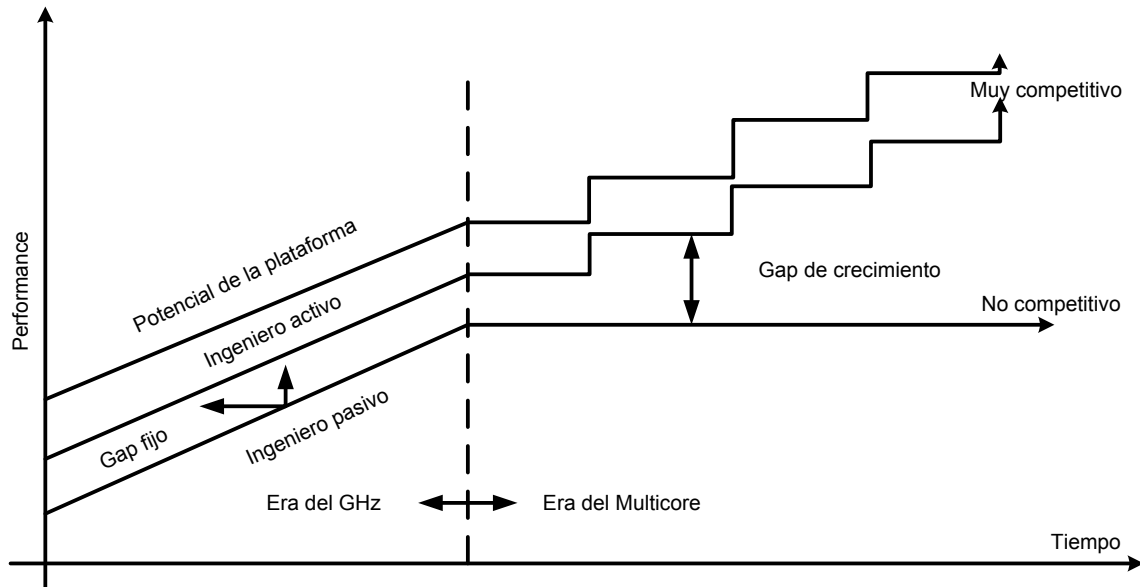 Muy competitivo
Performance
Potencial de la plataforma
Gap de crecimiento
Ingeniero activo
No competitivo
Ingeniero pasivo
Gap fijo
Era del GHz
Era del Multicore
Tiempo